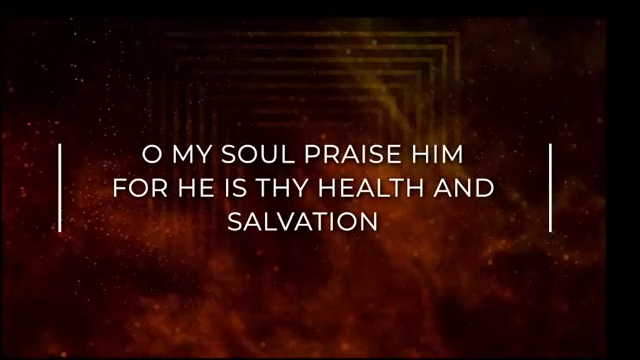 O MY SOUL PRAISE HIM
FOR HE IS THY HEALTH AND
SALVATION